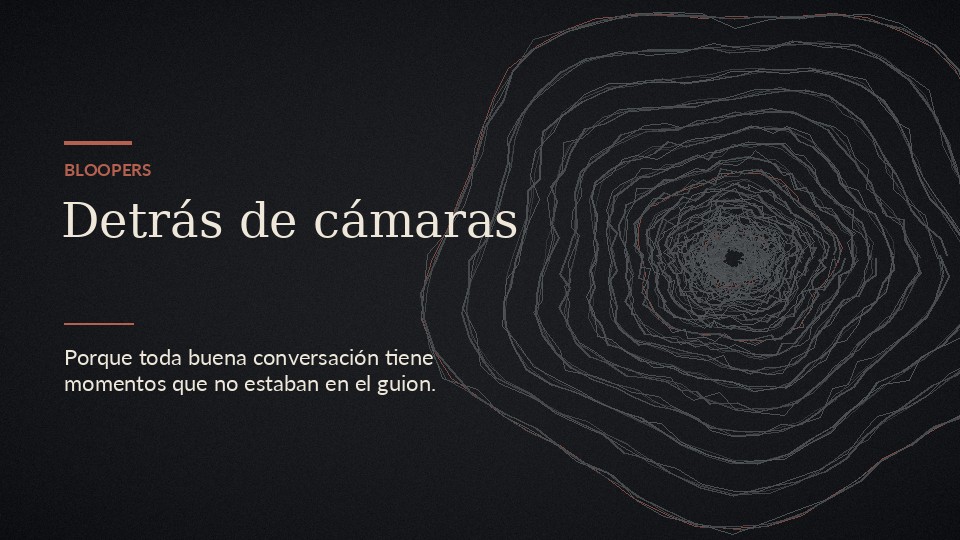 BLOOPERS
Detrás de cámaras
Porque toda buena conversación tiene
momentos que no estaban en el guion.